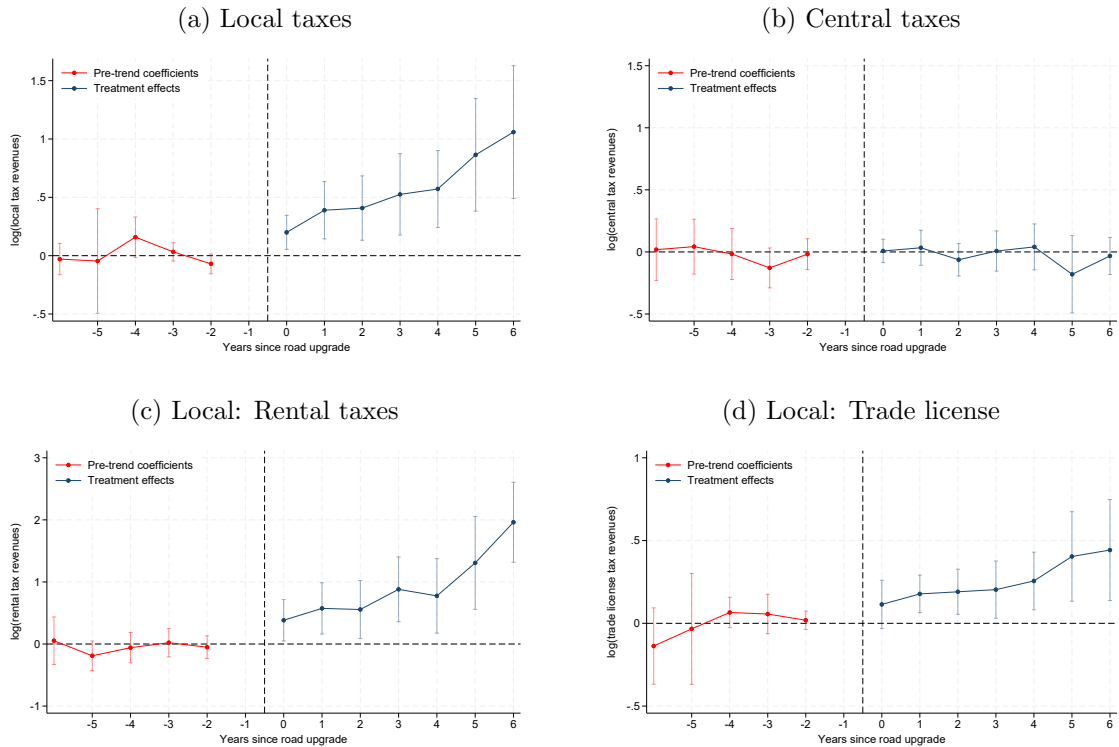 (a) Local taxes
Pre-trend coefficients
Treatment effects
log(local tax revenues)
1.5
1
.5
0
-.5
-5 -4 -3 -2 -1 0 1 2 3 4 5 6
Years since road upgrade
(b) Central taxes
Pre-trend coefficients
Treatment effects
log(central tax revenues)
1.5
1
.5
0
-.5
-5 -4 -3 -2 -1 0 1 2 3 4 5 6
Years since road upgrade
(c) Local: Rental taxes
Pre-trend coefficients
Treatment effects
log(rental tax revenues)
3
2
1
0
-1
-5 -4 -3 -2 -1 0 1 2 3 4 5 6
Years since road upgrade
(d) Local: Trade license
Pre-trend coefficients
Treatment effects
log(trade license tax revenues)
1
.5
0
-.5
-5 -4 -3 -2 -1 0 1 2 3 4 5 6
Years since road upgrade